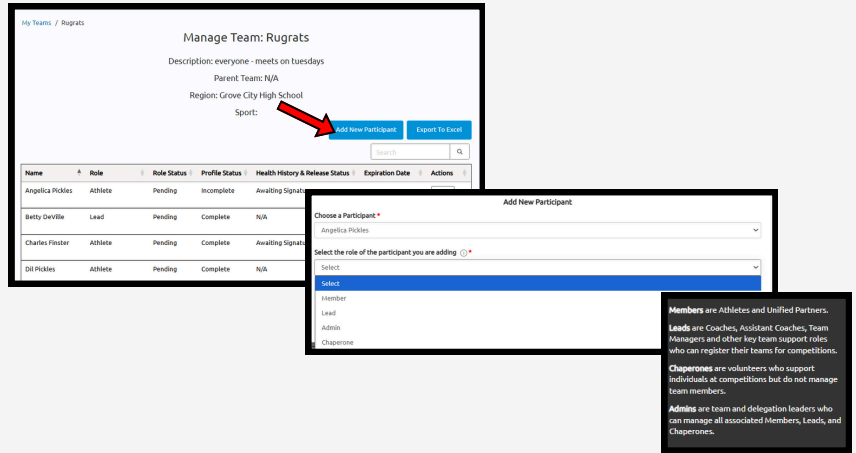 My Teams / Rugrats
Manage Team: Rugrats
Description: everyone - meets on tuesdays
Parent Team: N/A
Region: Grove City High School
Sport:
Add New Participant Export To Excel
Search
Name Role Role Status Profile Status Health History & Release Status Expiration Date Actions
Angelica Pickles Athlete Pending Incomplete Awaiting Signatu
Betty DeVille Lead Pending Complete N/A
Charles Finster Athlete Pending Complete Awaiting Signatu
Dil Pickles Athlete Pending Complete N/A
Add New Participant
Choose a Participant *
Angelica Pickles
Select the role of the participant you are adding *
Select
Select
Member
Lead
Admin
Chaperone
Members are Athletes and Unified Partners.
Leads are Coaches, Assistant Coaches, Team
Managers and other key team support roles
who can register their teams for competitions.
Chaperones are volunteers who support
individuals at competitions but do not manage
team members.
Admins are team and delegation leaders who
can manage all associated Members, Leads, and
Chaperones.